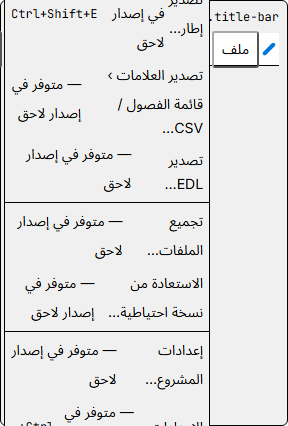 .title-bar
ملف
تصدير
إطار...
في إصدار
لاحق
Ctrl+Shift+E
تصدير العلامات ›
قائمة الفصول /
CSV...
— متوفر في
إصدار لاحق
تصدير
EDL...
— متوفر في إصدار
لاحق
تجميع
الملفات...
— متوفر في إصدار
لاحق
الاستعادة من
نسخة احتياطية...
— متوفر في
إصدار لاحق
إعدادات
المشروع...
— متوفر في إصدار
لاحق
— متوفر في